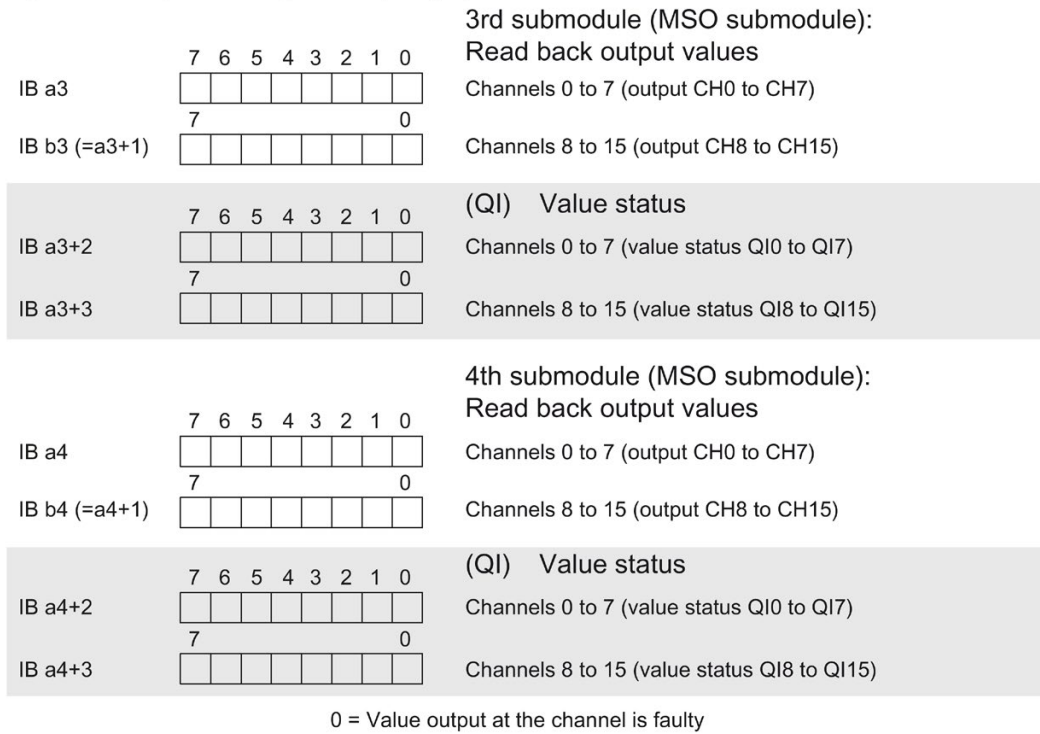 3rd submodule (MSO submodule):
Read back output values
7 6 5 4 3 2 1 0
IB a3 Channels 0 to 7 (output CH0 to CH7)
7 0
IB b3 (=a3+1) Channels 8 to 15 (output CH8 to CH15)
(QI) Value status
7 6 5 4 3 2 1 0
IB a3+2 Channels 0 to 7 (value status QI0 to QI7)
7 0
IB a3+3 Channels 8 to 15 (value status QI8 to QI15)
4th submodule (MSO submodule):
Read back output values
7 6 5 4 3 2 1 0
IB a4 Channels 0 to 7 (output CH0 to CH7)
7 0
IB b4 (=a4+1) Channels 8 to 15 (output CH8 to CH15)
(QI) Value status
7 6 5 4 3 2 1 0
IB a4+2 Channels 0 to 7 (value status QI0 to QI7)
7 0
IB a4+3 Channels 8 to 15 (value status QI8 to QI15)
0 = Value output at the channel is faulty